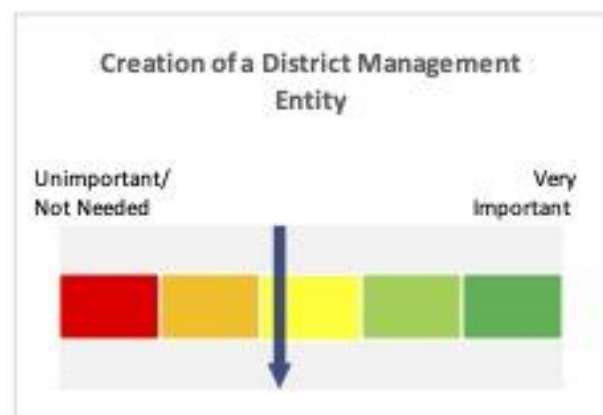 Creation of a District Management
Entity
Unimportant/
Not Needed
Very
Important